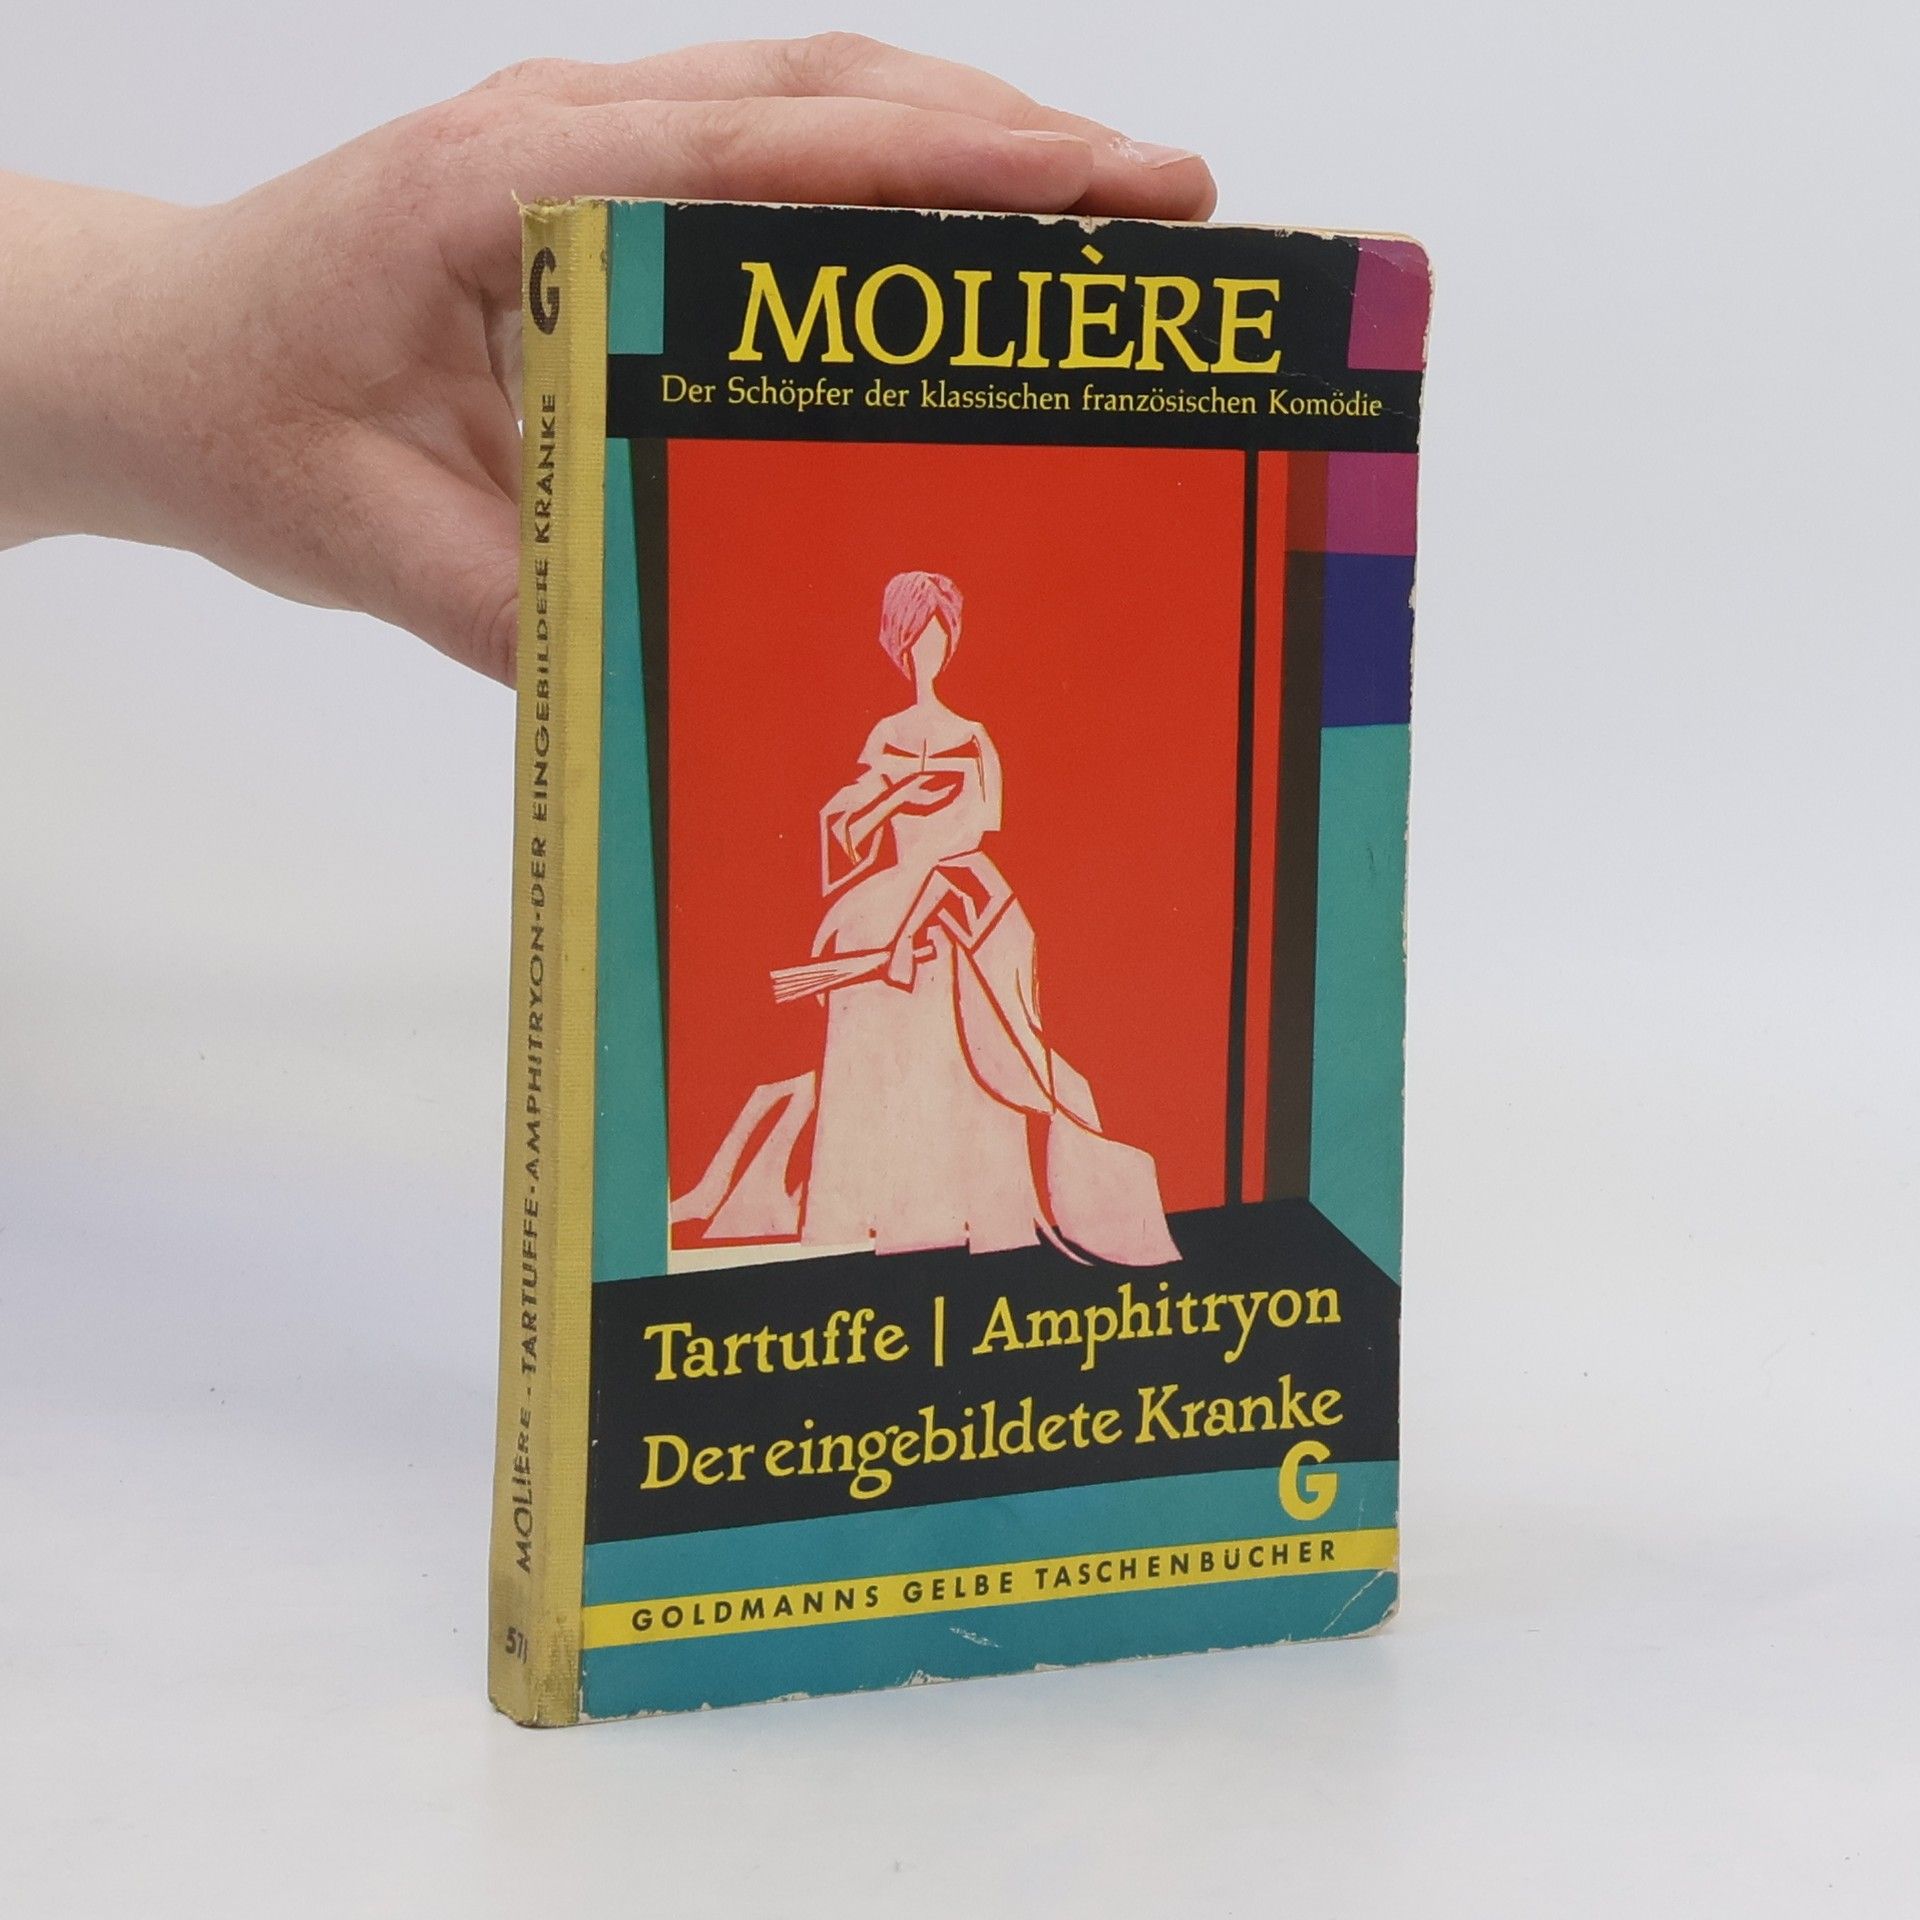 G
MOLIÈRE - TARTUFFE · AMPHITRYON · DER EINGEBILDETE KRANKE
MOLIÈRE
Der Schöpfer der klassischen französischen Komödie
Tartuffe | Amphitryon
Der eingebildete Kranke
G
GOLDMANNS GELBE TASCHENBÜCHER